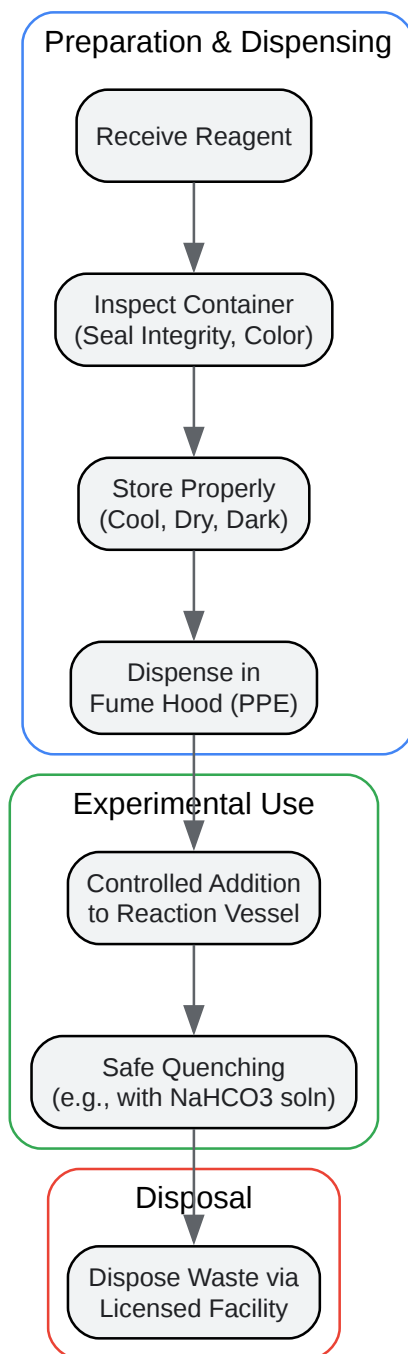 Preparation & Dispensing
Receive Reagent
Inspect Container
(Seal Integrity, Color)
Store Properly
(Cool, Dry, Dark)
Dispense in
Fume Hood (PPE)
Experimental Use
Controlled Addition
to Reaction Vessel
Safe Quenching
(e.g., with NaHCO3 soln)
Disposal
Dispose Waste via
Licensed Facility